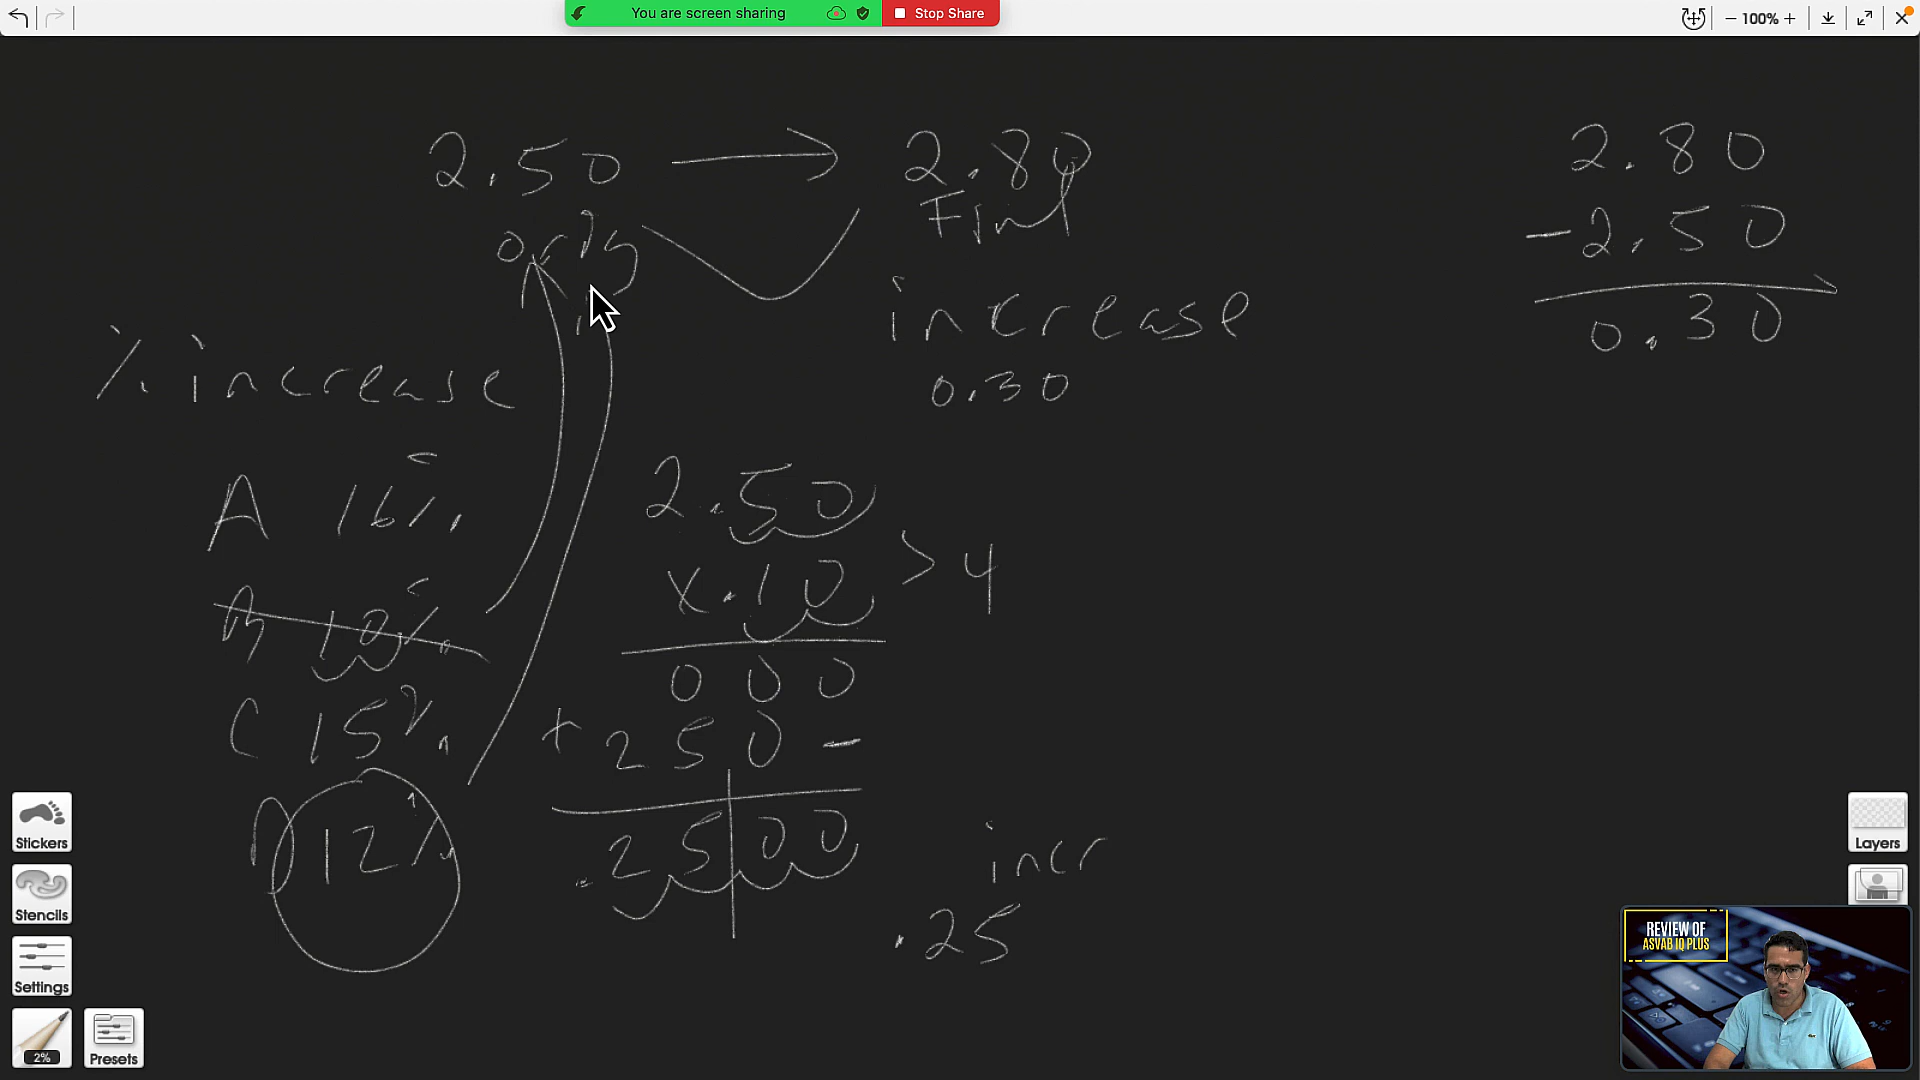 You are screen sharing
Stop Share
100%
2.50 → 2.80
orig
Final
increase
0.30
2.80
-2.50
0.30
% increase
A 16%
B 10%
C 15%
D 12%
2.50
x.10
> 4
000
+250-
.2500
incr
.25
Stickers
Stencils
Settings
2%
Presets
Layers
REVIEW OF
ASVAB IQ PLUS